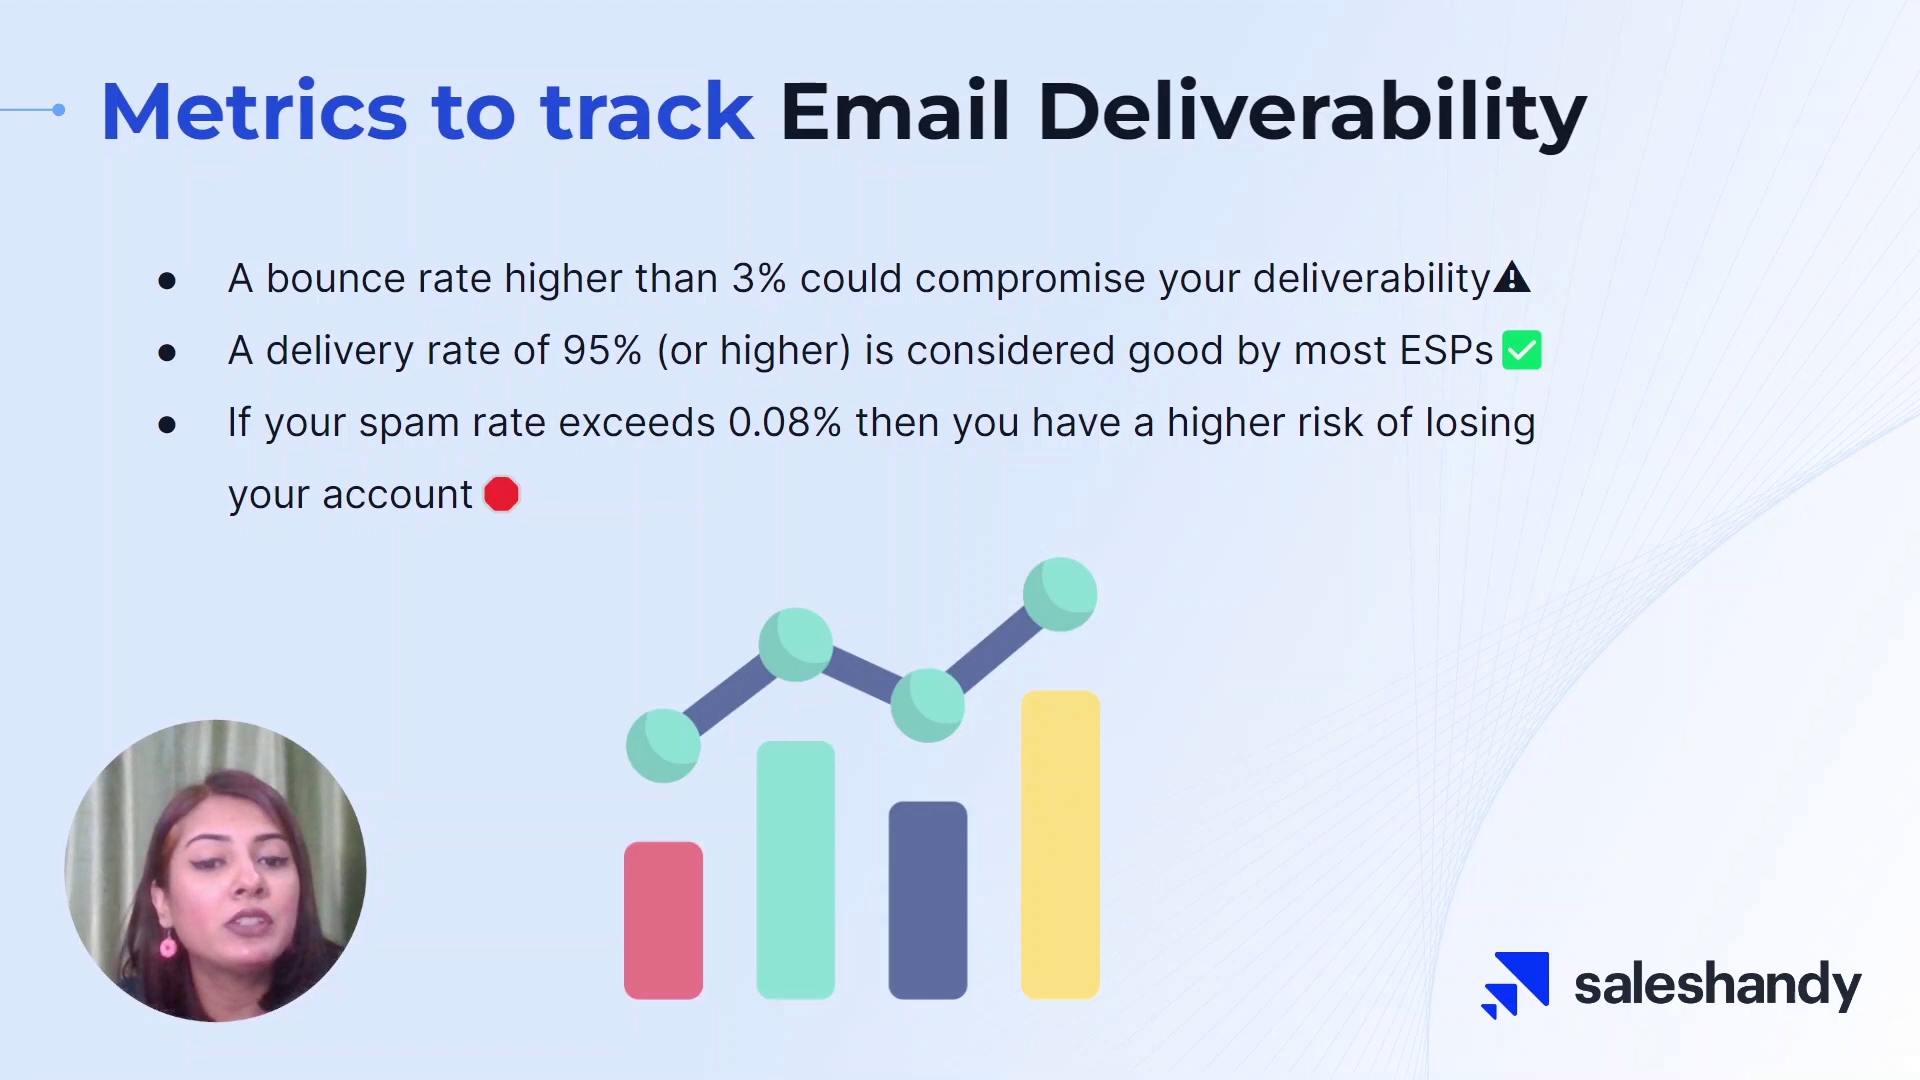 Metrics to track Email Deliverability
● A bounce rate higher than 3% could compromise your deliverability⚠
● A delivery rate of 95% (or higher) is considered good by most ESPs ✅
● If your spam rate exceeds 0.08% then you have a higher risk of losing
your account 🛑
saleshandy